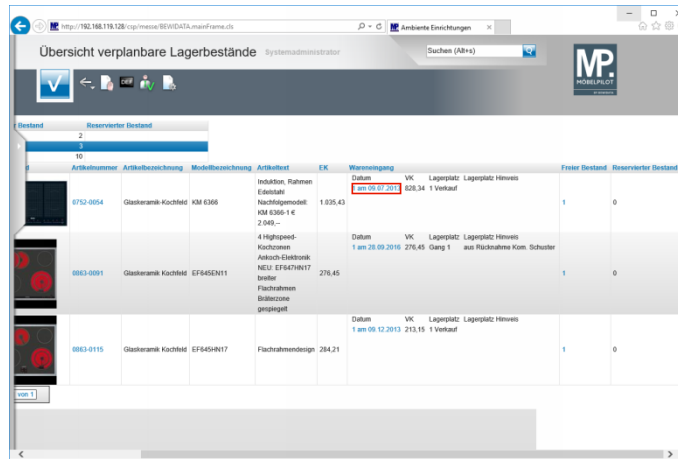 http://192.168.119.128/csp/messe/BEWIDATA.mainFrame.cls
Ambiente Einrichtungen
Übersicht verplanbare Lagerbestände Systemadministrator
Suchen (Alt+s)
MP.
MÖBELPILOT
r Bestand Reservierter Bestand
2
3
10
Artikelnummer Artikelbezeichnung Modellbezeichnung Artikeltext EK Wareneingang Freier Bestand Reservierter Bestand
Datum VK Lagerplatz Lagerplatz Hinweis
1 am 09.07.2013 828,34 1 Verkauf
0752-0054 Glaskeramik-Kochfeld KM 6366
Induktion, Rahmen
Edelstahl
Nachfolgemodell:
KM 6366-1 €
2.049,--
1.035,43
1 0
4 Highspeed-
Kochzonen
Ankoch-Elektronik
NEU: EF647HN17
breiter
Flachrahmen
Bräterzone
gespiegelt
Datum VK Lagerplatz Lagerplatz Hinweis
1 am 28.09.2016 276,45 Gang 1 aus Rücknahme Kom. Schuster
0863-0091 Glaskeramik Kochfeld EF645EN11 276,45 1 0
Datum VK Lagerplatz Lagerplatz Hinweis
1 am 09.12.2013 213,15 1 Verkauf
0863-0115 Glaskeramik Kochfeld EF645HN17 Flachrahmendesign 284,21 1 0
von 1